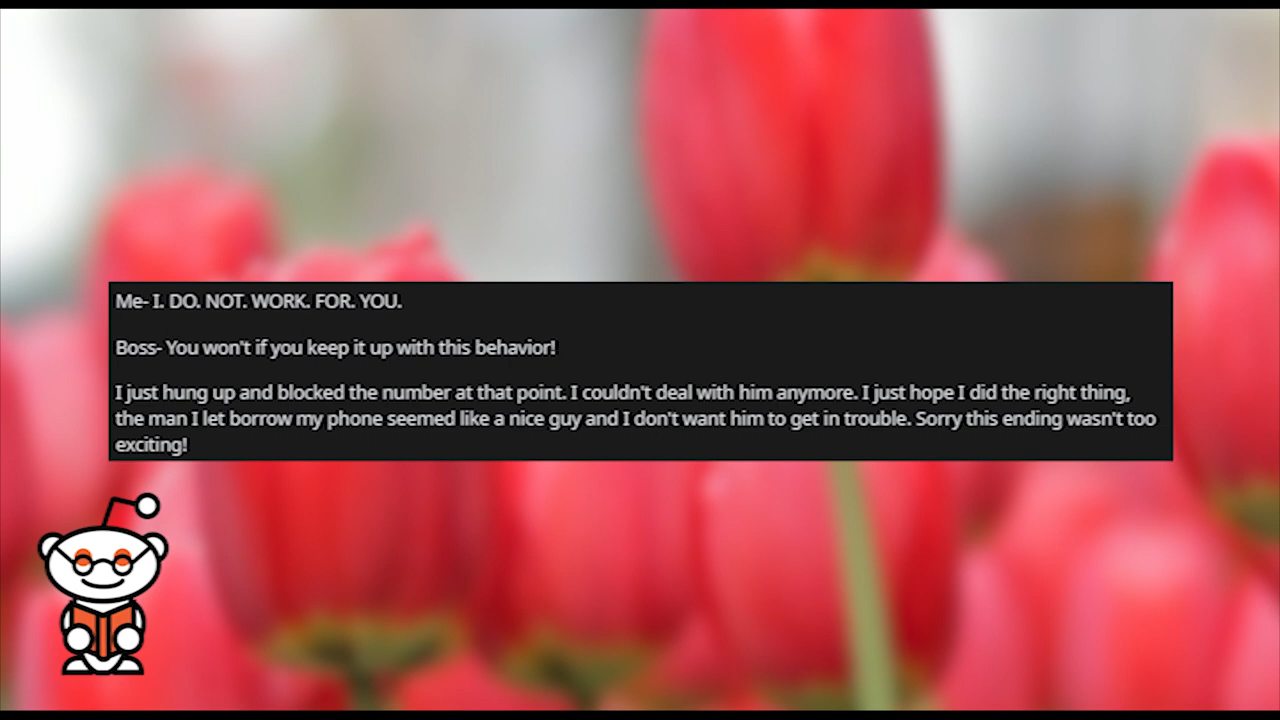 Me- I. DO. NOT. WORK. FOR. YOU.
Boss- You won't if you keep it up with this behavior!
I just hung up and blocked the number at that point. I couldn't deal with him anymore. I just hope I did the right thing,
the man I let borrow my phone seemed like a nice guy and I don't want him to get in trouble. Sorry this ending wasn't too
exciting!